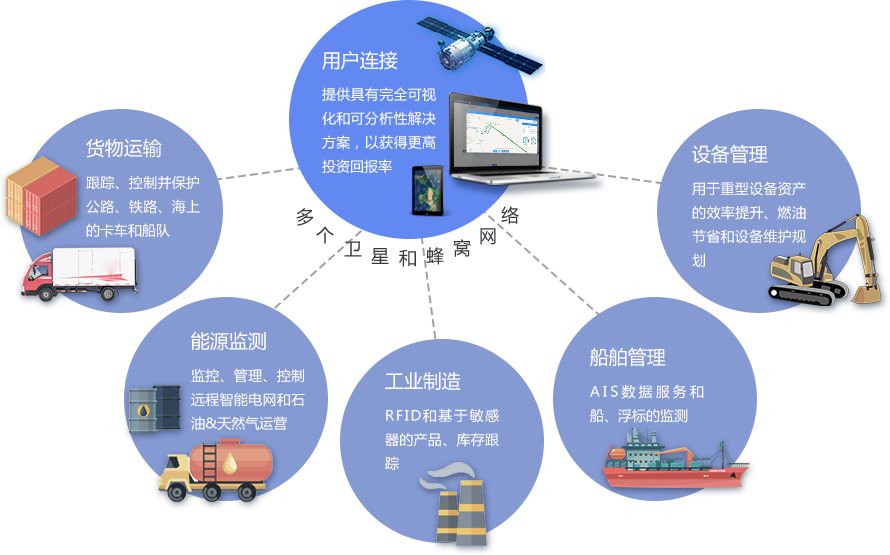 用户连接
提供具有完全可视
化和可分析性解决
方案，以获得更高
投资回报率
货物运输
跟踪、控制并保护
公路、铁路、海上
的卡车和船队
设备管理
用于重型设备资产
的效率提升、燃油
节省和设备维护规
划
多个卫星和蜂窝网络
能源监测
监控、管理、控制
远程智能电网和石
油&天然气运营
工业制造
RFID和基于敏感
器的产品、库存跟
踪
船舶管理
AIS数据服务和
船、浮标的监测